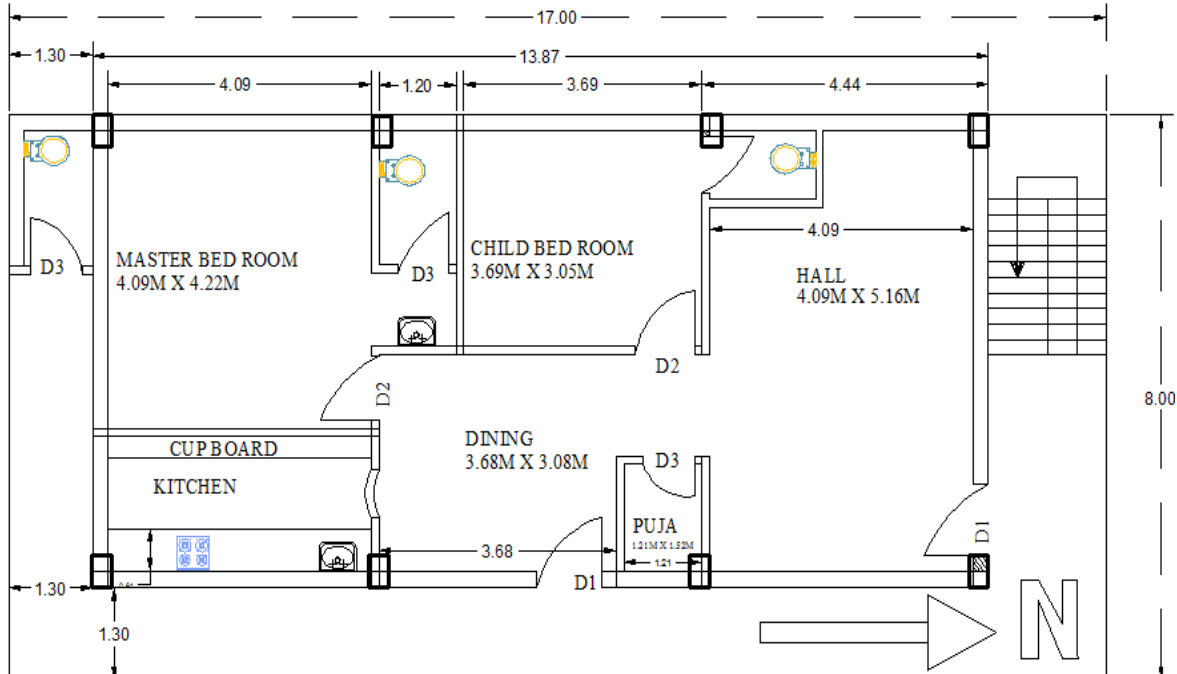 17.00
1.30
13.87
4.09
1.20
3.69
4.44
D3
MASTER BED ROOM
4.09M X 4.22M
D3
CHILD BED ROOM
3.69M X 3.05M
4.09
HALL
4.09M X 5.16M
D2
D2
8.00
CUPBOARD
KITCHEN
DINING
3.68M X 3.08M
D3
PUJA
1.21M X 1.52M
1.21
3.68
D1
D1
1.30
1.30
N